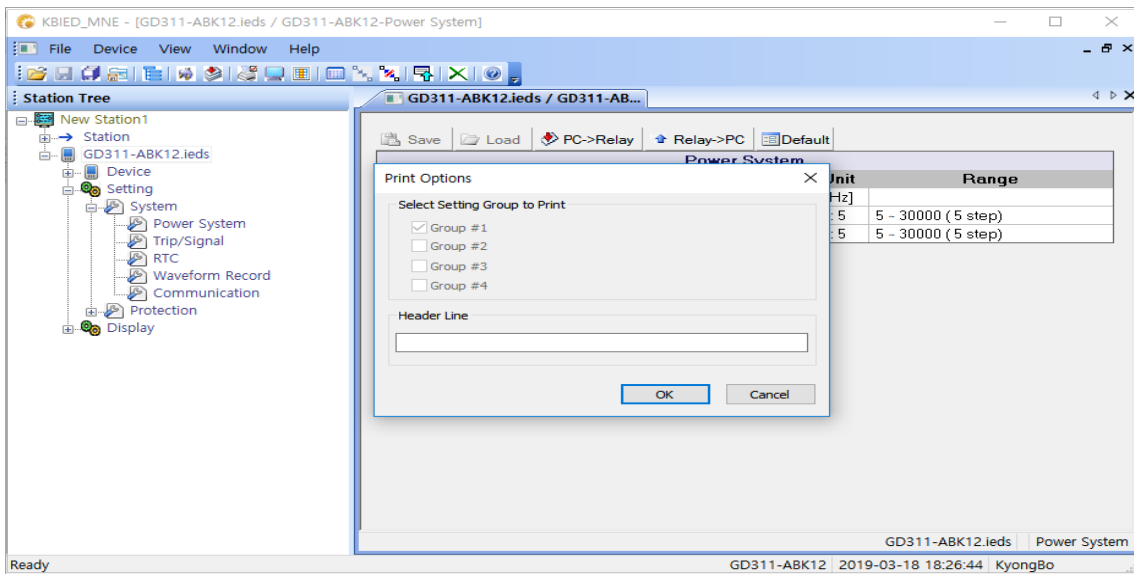 KBIED_MNE - [GD311-ABK12.ieds / GD311-ABK12-Power System]
File Device View Window Help
Station Tree
GD311-ABK12.ieds / GD311-AB...
New Station1
Station
GD311-ABK12.ieds
Device
Setting
System
Power System
Trip/Signal
RTC
Waveform Record
Communication
Protection
Display
Save Load PC->Relay Relay->PC Default
Power System
Unit Range
Hz]
: 5 5 ~ 30000 ( 5 step)
: 5 5 ~ 30000 ( 5 step)
Print Options
Select Setting Group to Print
Group #1
Group #2
Group #3
Group #4
Header Line
OK Cancel
GD311-ABK12.ieds Power System
Ready GD311-ABK12 2019-03-18 18:26:44 KyongBo